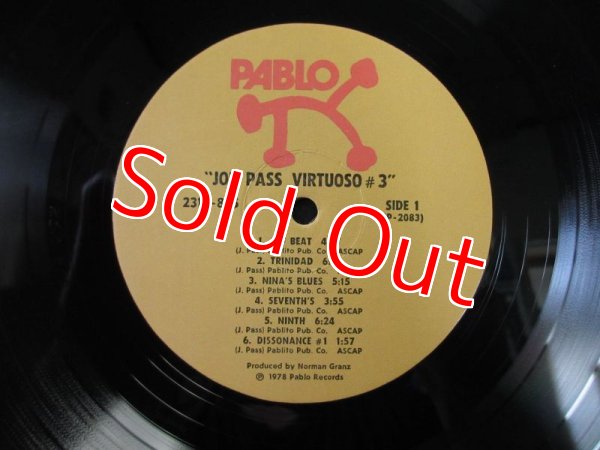 PABLO
"JOE PASS VIRTUOSO # 3"
SIDE 1
BEAT
(J. Pass) Pablito Pub. Co. ASCAP
2. TRINIDAD
(J. Pass) Pablito Pub. Co.
3. NINA'S BLUES 5:15
(J. Pass) Pablito Pub. Co. ASCAP
4. SEVENTH'S 3:55
(J. Pass) Pablito Pub. Co. ASCAP
5. NINTH 6:24
(J. Pass) Pablito Pub. Co. ASCAP
6. DISSONANCE #1 1:57
(J. Pass) Pablito Pub. Co. ASCAP
Produced by Norman Granz
℗ 1978 Pablo Records
Sold Out